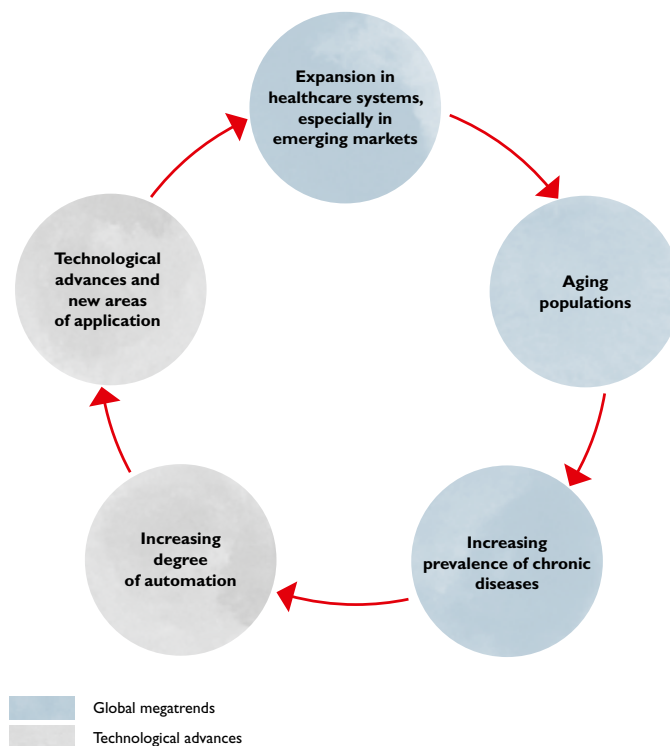 Expansion in
healthcare systems,
especially in
emerging markets
Aging
populations
Increasing
prevalence of chronic
diseases
Increasing
degree
of automation
Technological
advances and
new areas
of application
Global megatrends
Technological advances